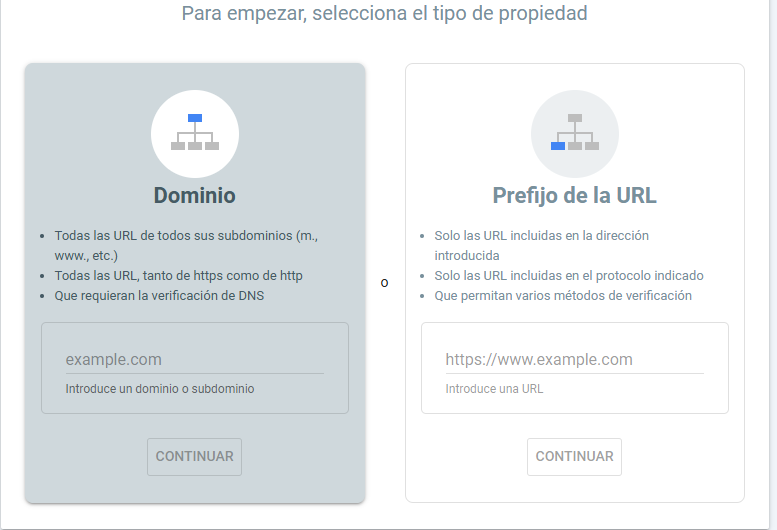 Para empezar, selecciona el tipo de propiedad
Dominio
Todas las URL de todos sus subdominios (m.,
www., etc.)
Todas las URL, tanto de https como de http
Que requieran la verificación de DNS
example.com
Introduce un dominio o subdominio
CONTINUAR
o
Prefijo de la URL
Solo las URL incluidas en la dirección
introducida
Solo las URL incluidas en el protocolo indicado
Que permitan varios métodos de verificación
https://www.example.com
Introduce una URL
CONTINUAR